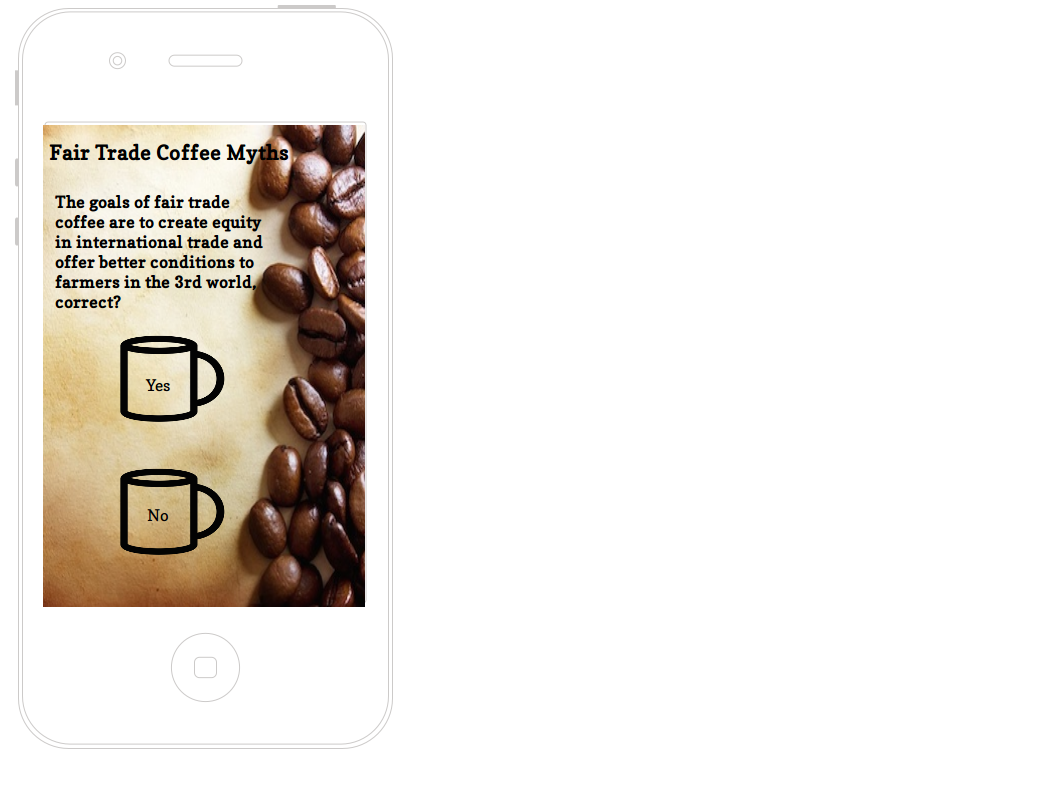 Fair Trade Coffee Myths
The goals of fair trade
coffee are to create equity
in international trade and
offer better conditions to
farmers in the 3rd world,
correct?
Yes
No